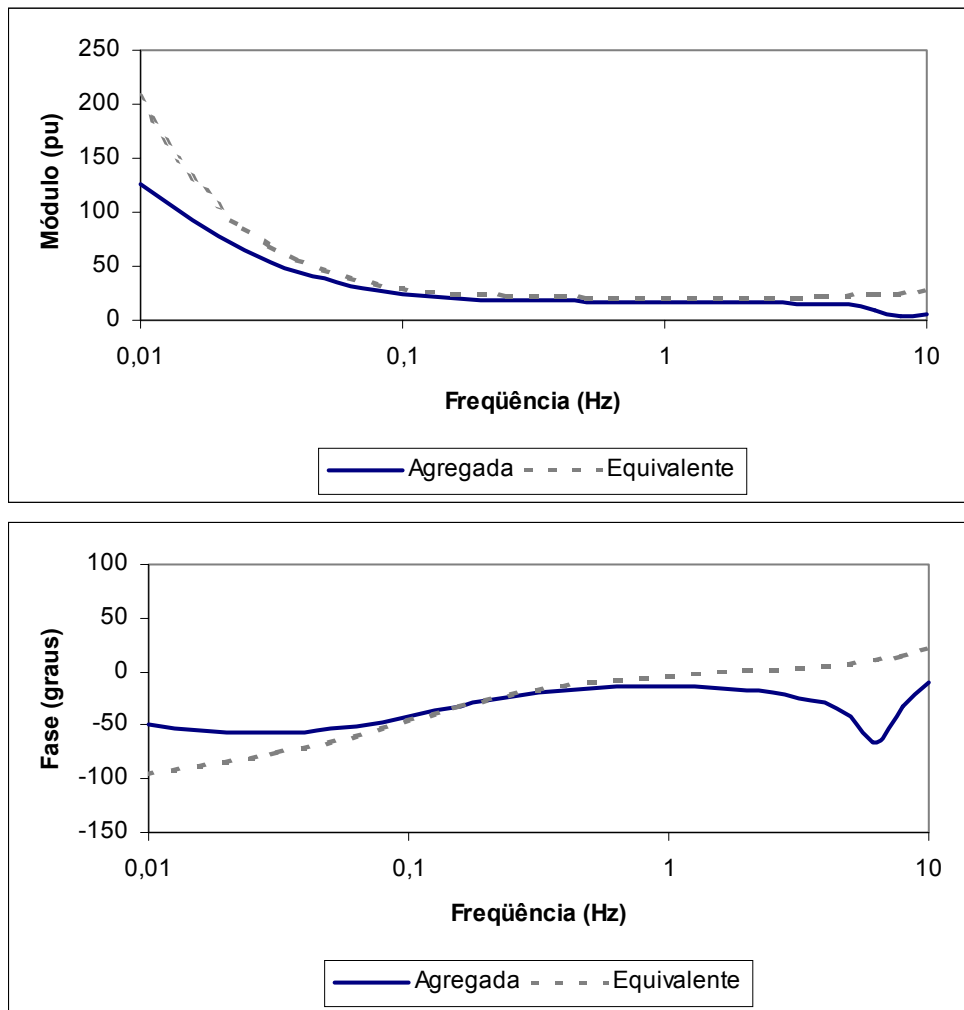 250
200
150
100
50
0
Módulo (pu)
0,01 0,1 1 10
Freqüência (Hz)
Agregada Equivalente
100
50
0
-50
-100
-150
Fase (graus)
0,01 0,1 1 10
Freqüência (Hz)
Agregada Equivalente